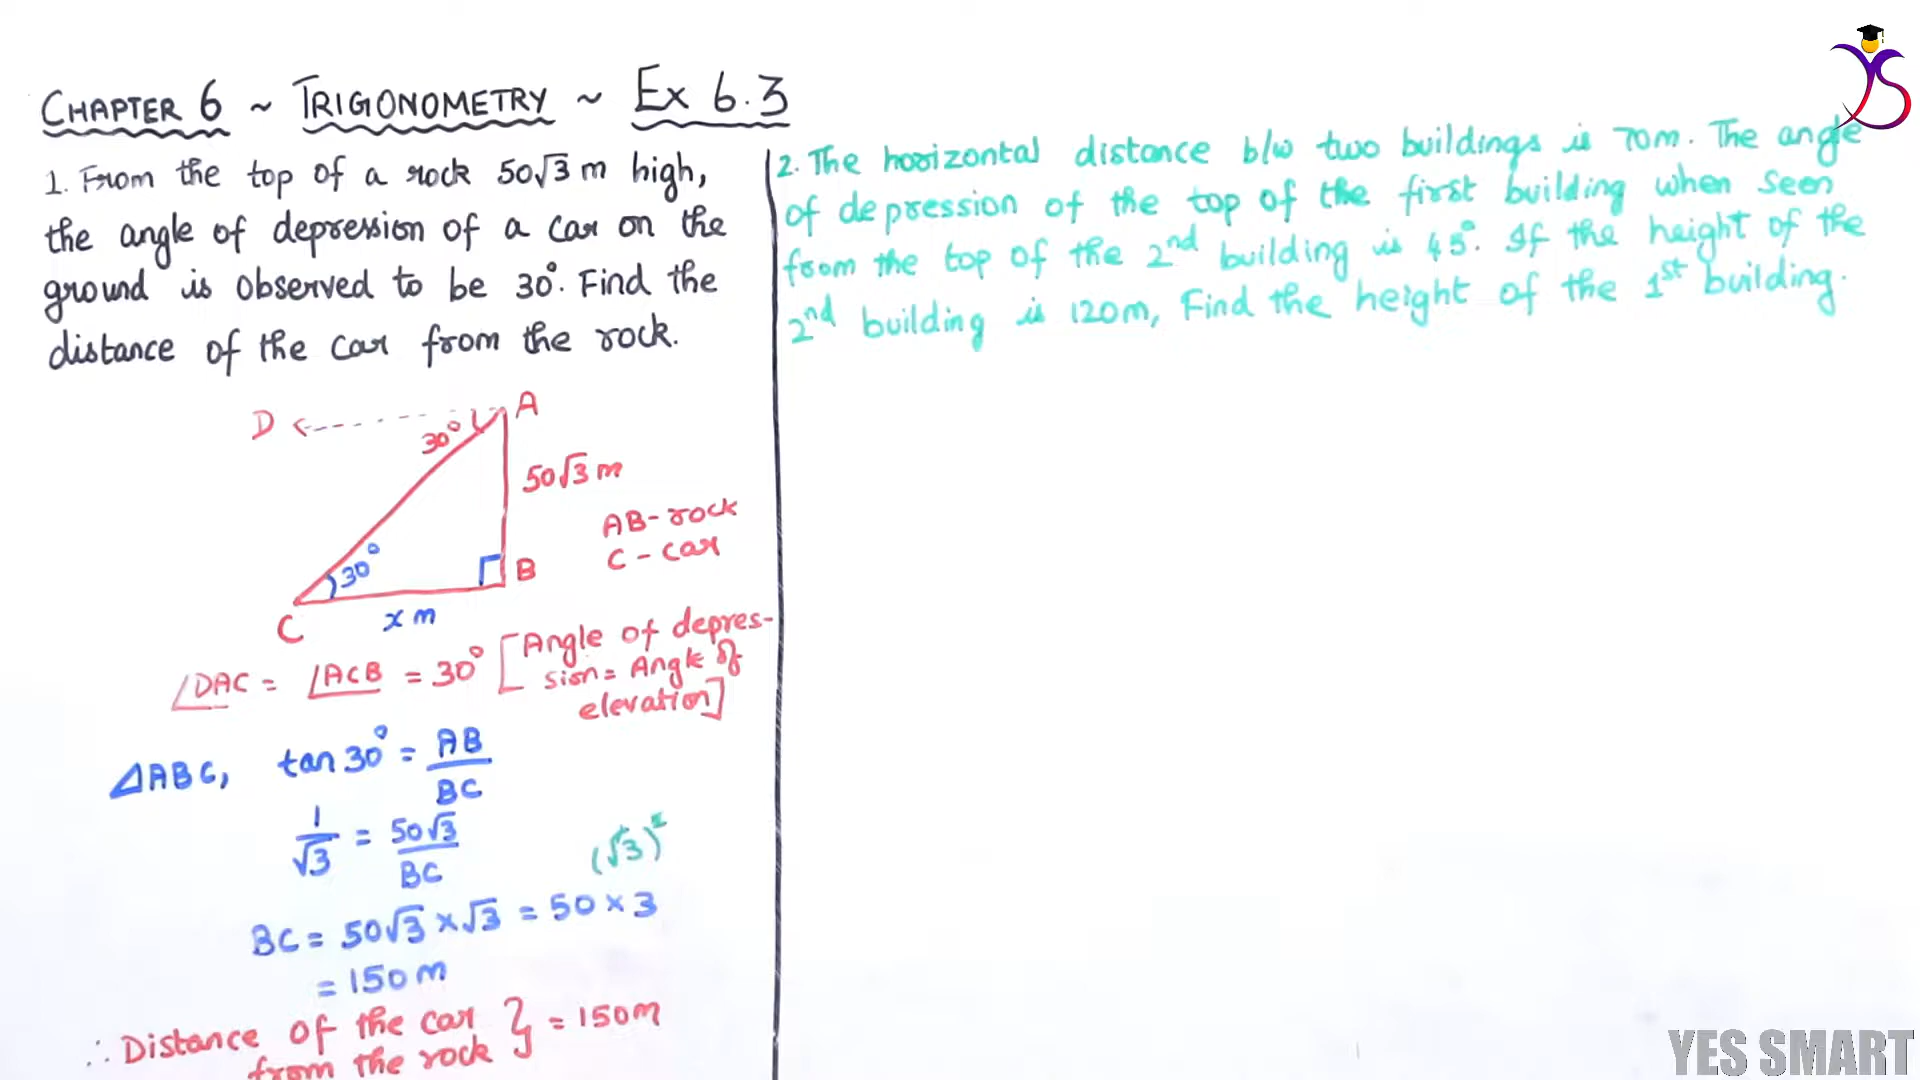 CHAPTER 6 ~ TRIGONOMETRY ~ Ex 6.3
1. From the top of a rock 50√3 m high,
the angle of depression of a car on the
ground is observed to be 30°. Find the
distance of the car from the rock.
D
A
30°
50√3 m
AB - rock
C - car
30°
B
C
x m
∠DAC = ∠ACB = 30° [Angle of depres-
sion = Angle of
elevation]
△ABC, tan 30° = AB/BC
1/√3 = 50√3/BC
(√3)²
BC = 50√3 × √3 = 50 × 3
= 150 m
∴ Distance of the car
from the rock } = 150m
2. The horizontal distance b/w two buildings is 70m. The angle
of depression of the top of the first building when seen
from the top of the 2nd building is 45°. If the height of the
2nd building is 120m, Find the height of the 1st building.
YS
YES SMART